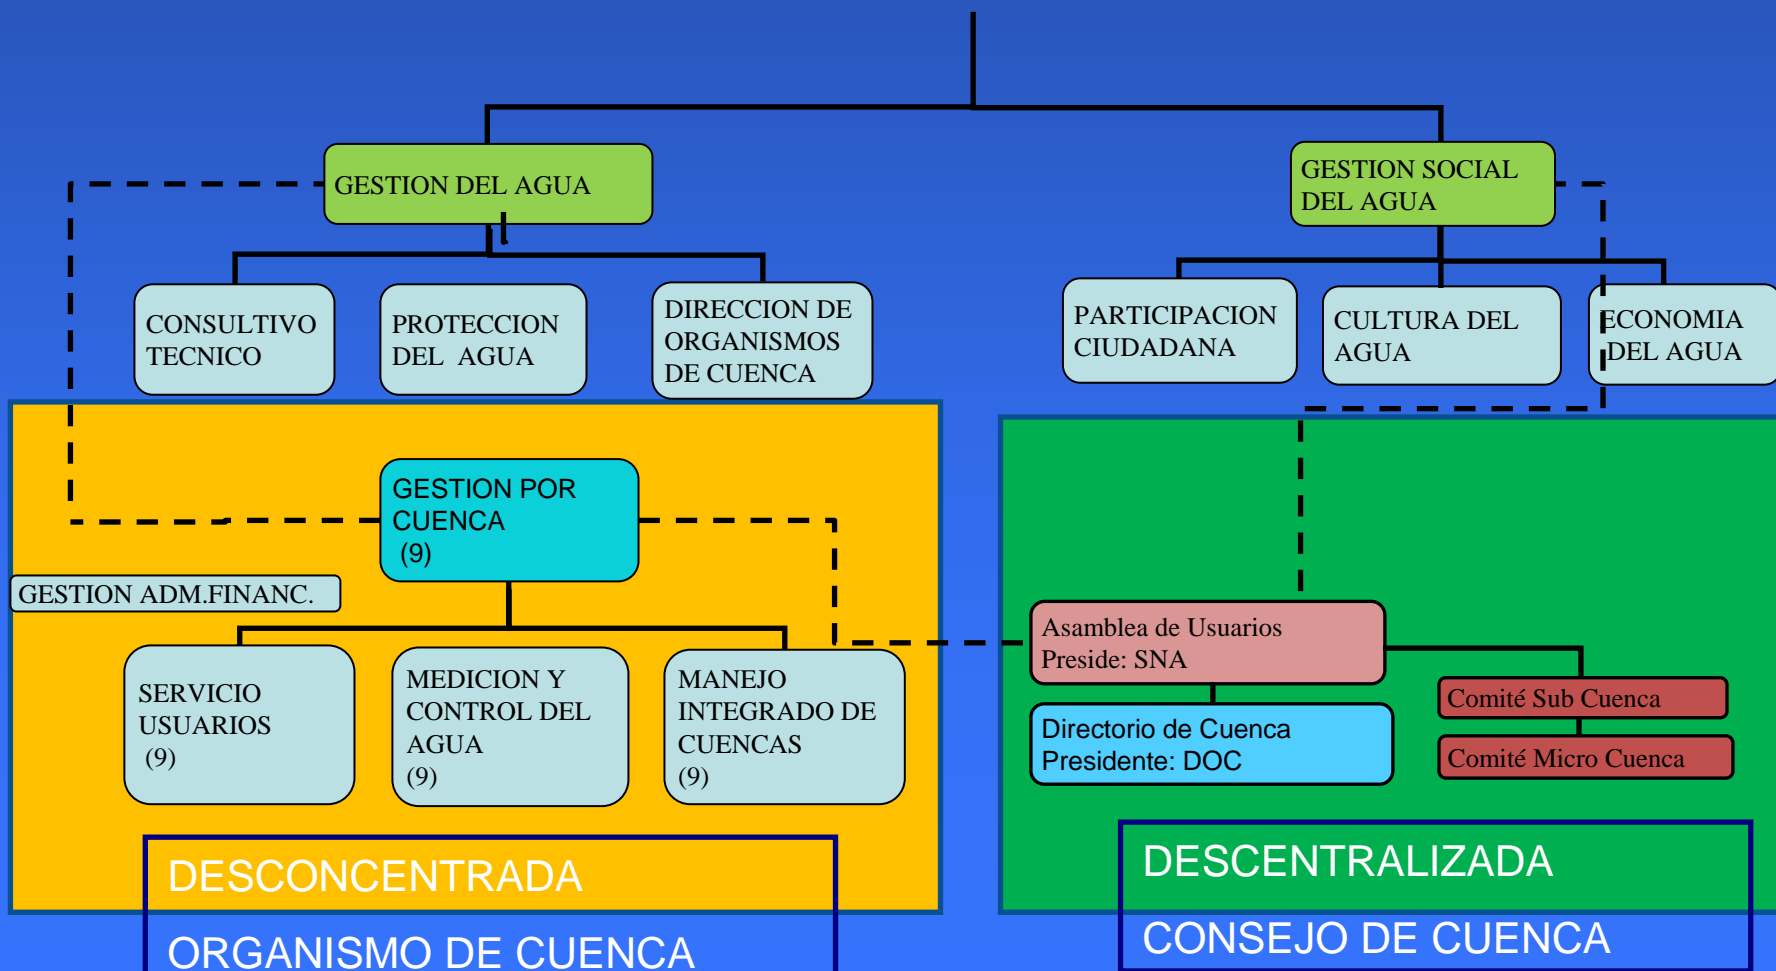 GESTION DEL AGUA
GESTION SOCIAL
DEL AGUA
CONSULTIVO
TECNICO
PROTECCION
DEL AGUA
DIRECCION DE
ORGANISMOS
DE CUENCA
PARTICIPACION
CIUDADANA
CULTURA DEL
AGUA
ECONOMIA
DEL AGUA
GESTION POR
CUENCA
(9)
GESTION ADM.FINANC.
SERVICIO
USUARIOS
(9)
MEDICION Y
CONTROL DEL
AGUA
(9)
MANEJO
INTEGRADO DE
CUENCAS
(9)
Asamblea de Usuarios
Preside: SNA
Directorio de Cuenca
Presidente: DOC
Comité Sub Cuenca
Comité Micro Cuenca
DESCONCENTRADA
ORGANISMO DE CUENCA
DESCENTRALIZADA
CONSEJO DE CUENCA